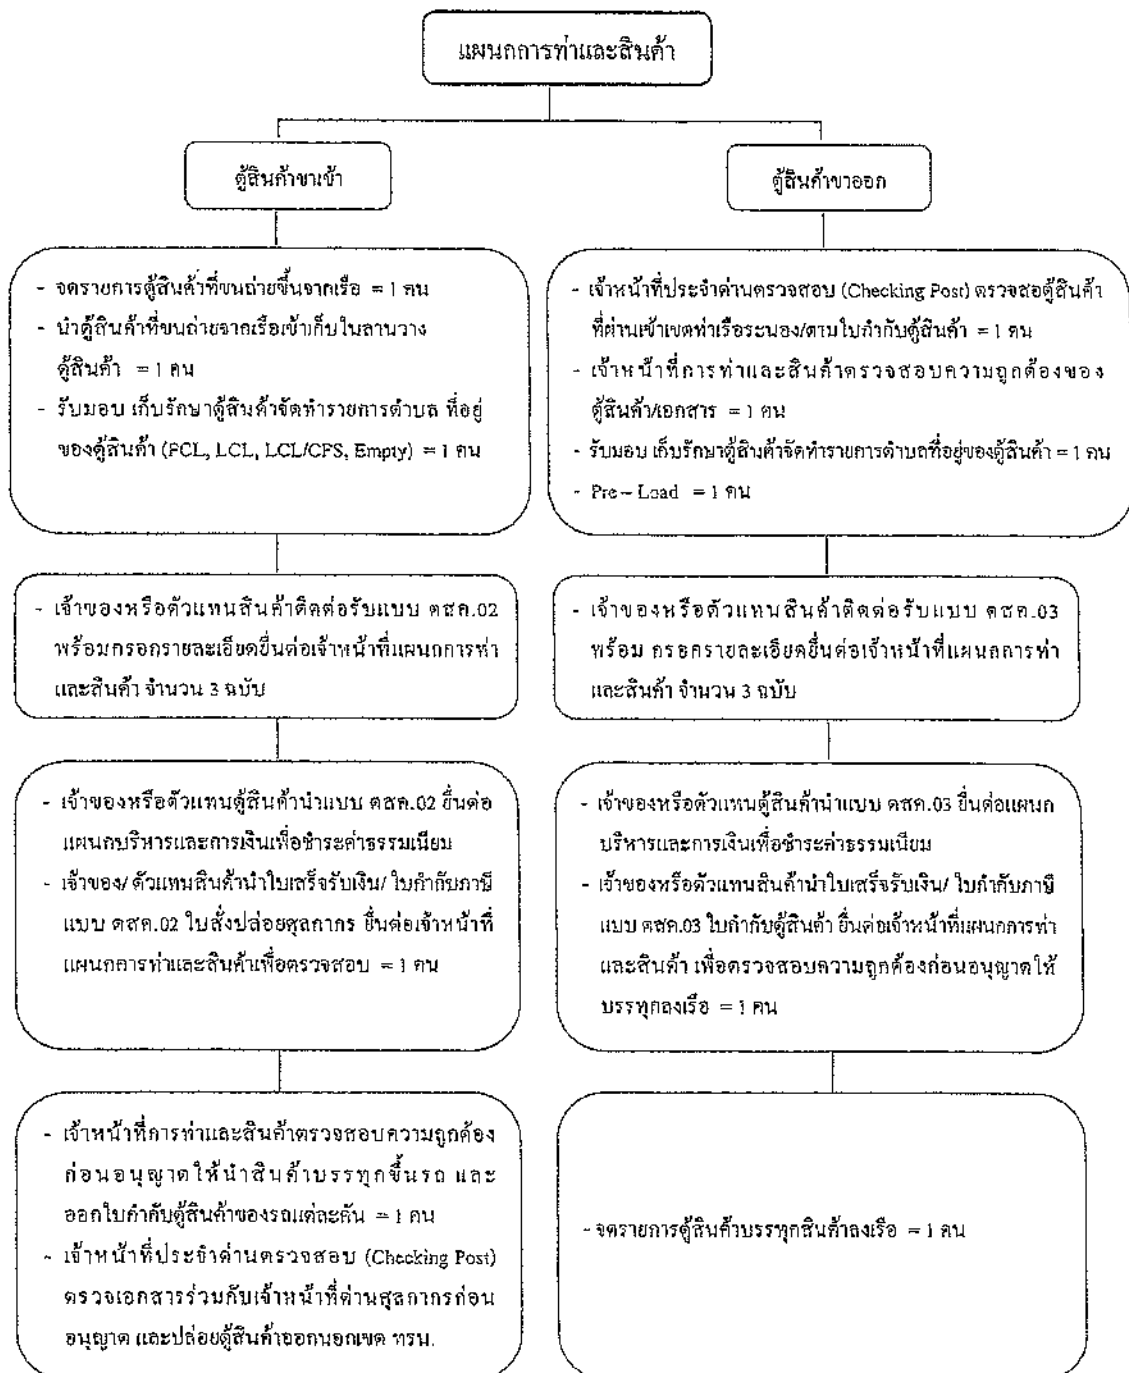 แผนกการท่าและสินค้า
ตู้สินค้าขาเข้า
- จดรายการตู้สินค้าที่ขนถ่ายขึ้นจากเรือ = 1 คน
- นำตู้สินค้าที่ขนถ่ายจากเรือเข้าเก็บในลานวาง
ตู้สินค้า = 1 คน
- รับมอบ เก็บรักษาตู้สินค้าจัดทำรายการตำบล ที่อยู่
ของตู้สินค้า (FCL, LCL, LCL/CFS, Empty) = 1 คน
- เจ้าของหรือตัวแทนสินค้าติดต่อรับแบบ ตสค.02
พร้อมกรอกรายละเอียดยื่นต่อเจ้าหน้าที่แผนกการท่า
และสินค้า จำนวน 3 ฉบับ
- เจ้าของหรือตัวแทนตู้สินค้านำแบบ ตสค.02 ยื่นต่อ
แผนกบริหารและการเงินเพื่อชำระค่าธรรมเนียม
- เจ้าของ/ ตัวแทนสินค้านำใบเสร็จรับเงิน/ ใบกำกับภาษี
แบบ ตสค.02 ใบสั่งปล่อยศุลกากร ยื่นต่อเจ้าหน้าที่
แผนกการท่าและสินค้าเพื่อตรวจสอบ = 1 คน
- เจ้าหน้าที่การท่าและสินค้าตรวจสอบความถูกต้อง
ก่อนอนุญาตให้นำสินค้าบรรทุกขึ้นรถ และ
ออกใบกำกับตู้สินค้าของรถแต่ละคัน = 1 คน
- เจ้าหน้าที่ประจำด่านตรวจสอบ (Checking Post)
ตรวจเอกสารร่วมกับเจ้าหน้าที่ด่านศุลกากรก่อน
อนุญาต และปล่อยตู้สินค้าออกนอกเขต ทรน.
ตู้สินค้าขาออก
- เจ้าหน้าที่ประจำด่านตรวจสอบ (Checking Post) ตรวจสอตู้สินค้า
ที่ผ่านเข้าเขตท่าเรือระนอง/ตามใบกำกับตู้สินค้า = 1 คน
- เจ้าหน้าที่การท่าและสินค้าตรวจสอบความถูกต้องของ
ตู้สินค้า/เอกสาร = 1 คน
- รับมอบ เก็บรักษาตู้สินค้าจัดทำรายการตำบลที่อยู่ของตู้สินค้า = 1 คน
- Pre – Load = 1 คน
- เจ้าของหรือตัวแทนสินค้าติดต่อรับแบบ ตสค.03
พร้อม กรอกรายละเอียดยื่นต่อเจ้าหน้าที่แผนกการท่า
และสินค้า จำนวน 3 ฉบับ
- เจ้าของหรือตัวแทนตู้สินค้านำแบบ ตสค.03 ยื่นต่อแผนก
บริหารและการเงินเพื่อชำระค่าธรรมเนียม
- เจ้าของหรือตัวแทนสินค้านำใบเสร็จรับเงิน/ ใบกำกับภาษี
แบบ ตสค.03 ใบกำกับตู้สินค้า ยื่นต่อเจ้าหน้าที่แผนกการท่า
และสินค้า เพื่อตรวจสอบความถูกต้องก่อนอนุญาตให้
บรรทุกลงเรือ = 1 คน
- จดรายการตู้สินค้าบรรทุกสินค้าลงเรือ = 1 คน